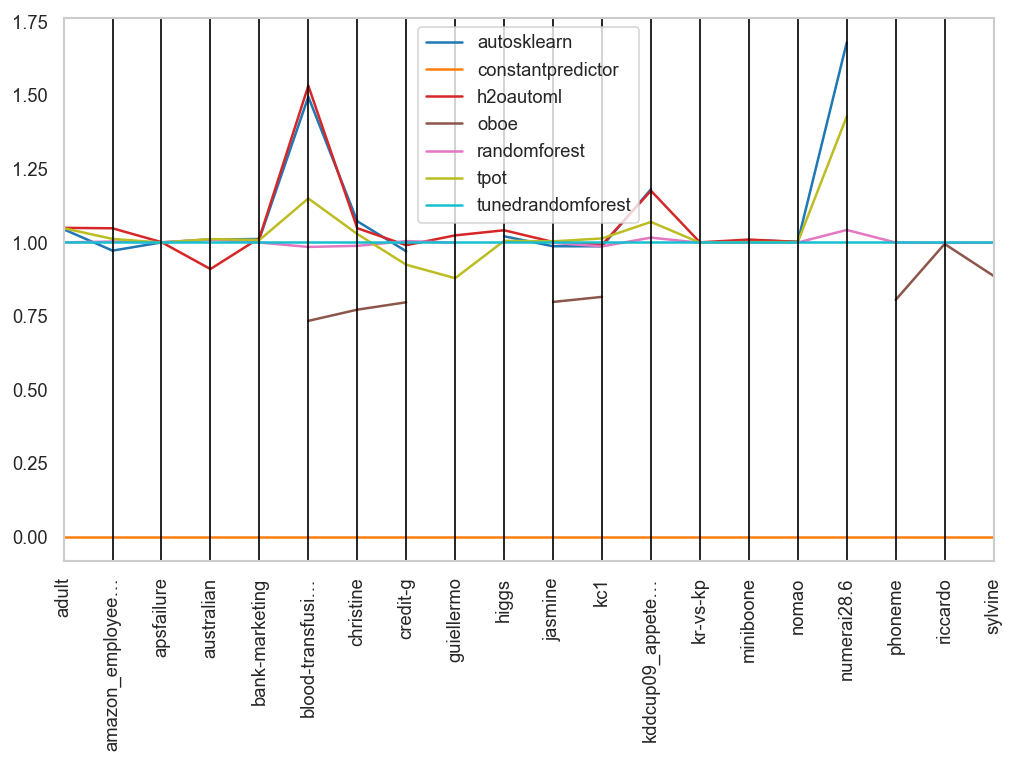 1.75
1.50
1.25
1.00
0.75
0.50
0.25
0.00
autosklearn
constantpredictor
h2oautoml
oboe
randomforest
tpot
tunedrandomforest
adult
amazon_employee…
apsfailure
australian
bank-marketing
blood-transfusi…
christine
credit-g
guiellermo
higgs
jasmine
kc1
kddcup09_appete…
kr-vs-kp
miniboone
nomao
numerai28.6
phoneme
riccardo
sylvine